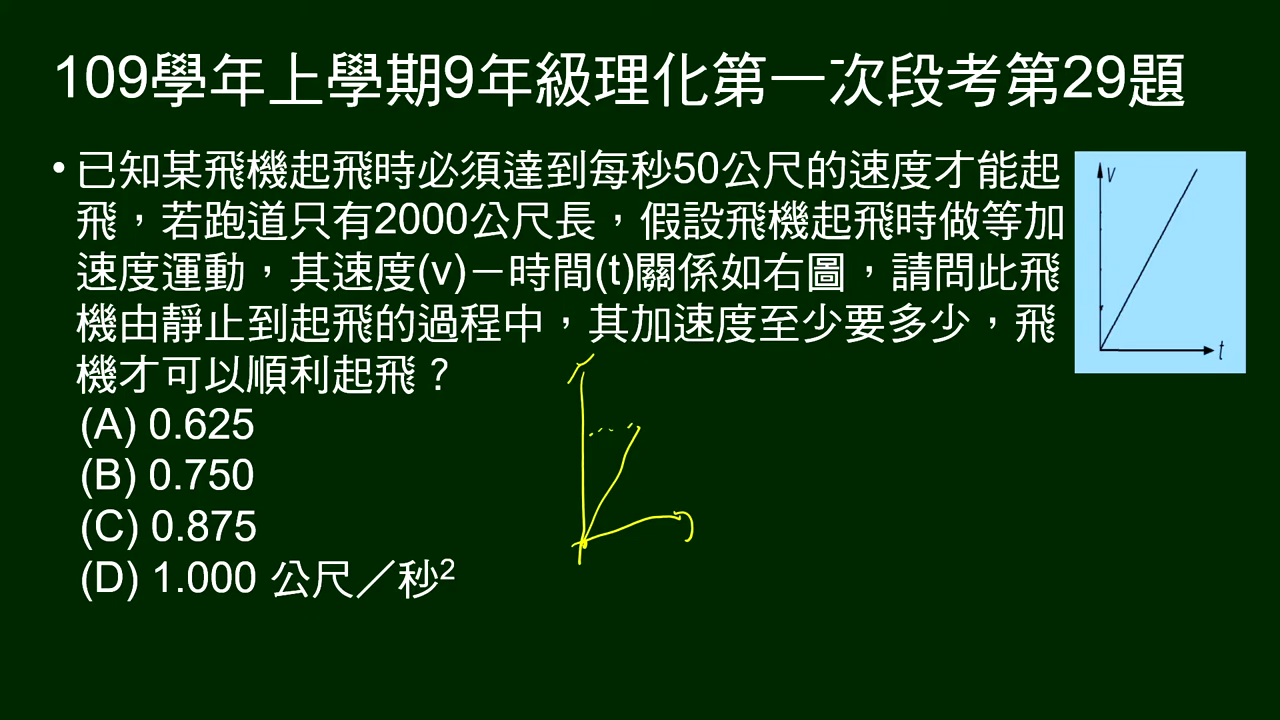 109學年上學期9年級理化第一次段考第29題
•已知某飛機起飛時必須達到每秒50公尺的速度才能起
飛，若跑道只有2000公尺長，假設飛機起飛時做等加
速度運動，其速度(v)－時間(t)關係如右圖，請問此飛
機由靜止到起飛的過程中，其加速度至少要多少，飛
機才可以順利起飛？
(A) 0.625
(B) 0.750
(C) 0.875
(D) 1.000 公尺／秒²
v
t